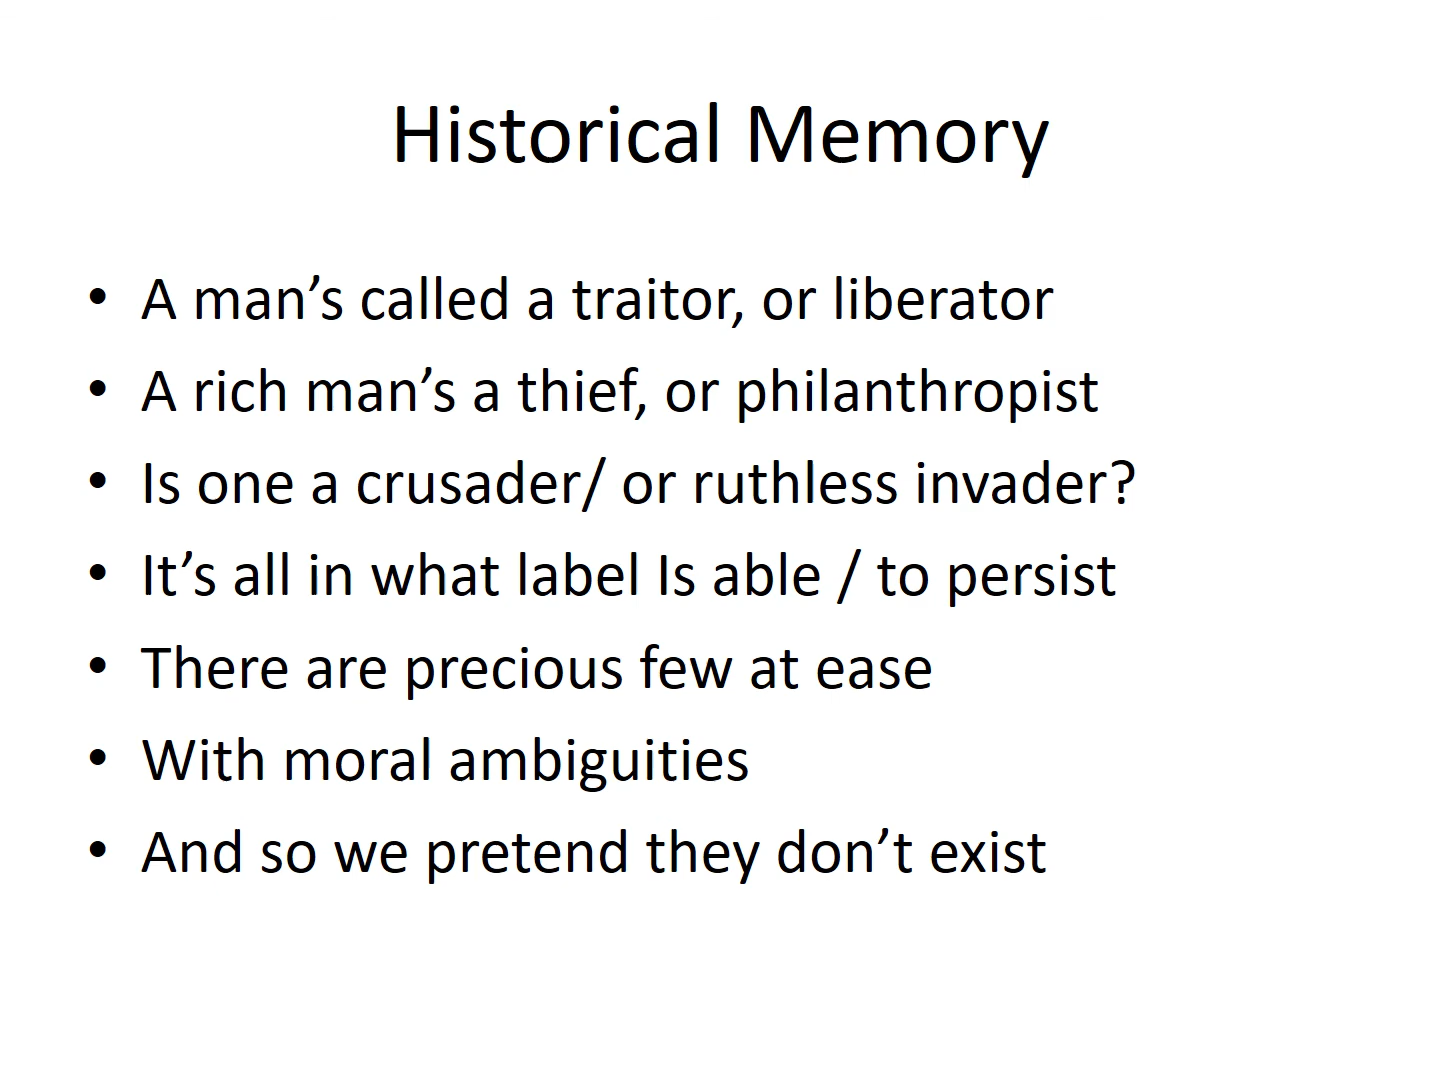 Historical Memory
• A man’s called a traitor, or liberator
• A rich man’s a thief, or philanthropist
• Is one a crusader/ or ruthless invader?
• It’s all in what label Is able / to persist
• There are precious few at ease
• With moral ambiguities
• And so we pretend they don’t exist